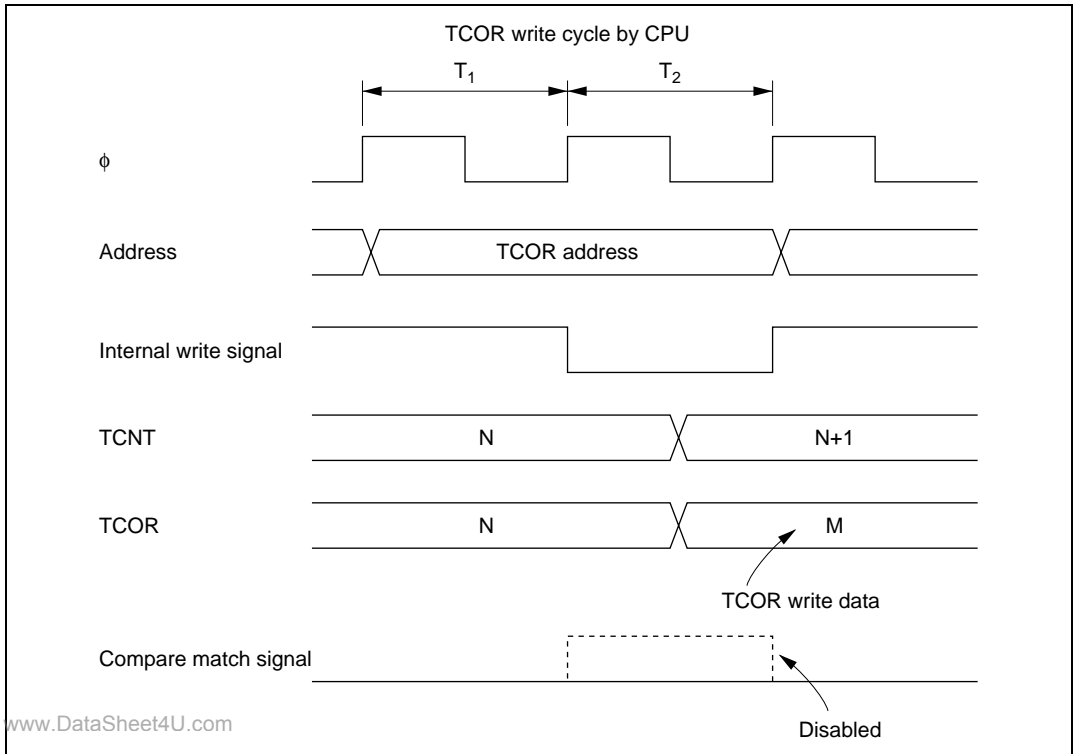 TCOR write cycle by CPU
T1 T2
ϕ
Address TCOR address
Internal write signal
TCNT N N+1
TCOR N M
TCOR write data
Compare match signal
Disabled
www.DataSheet4U.com